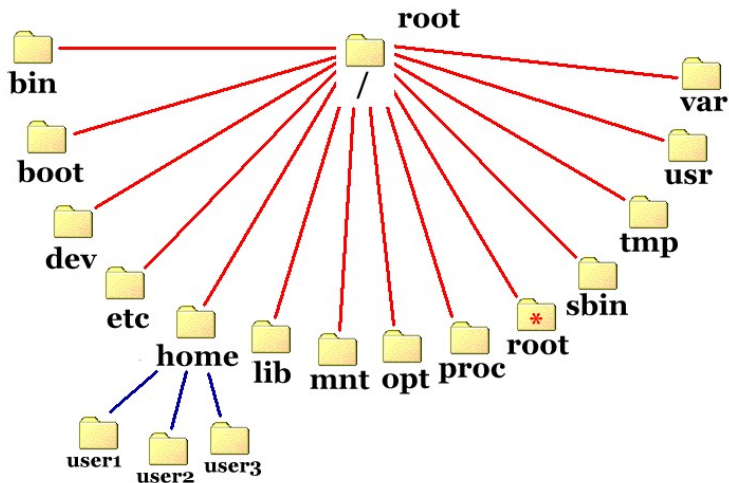 root
/
bin
boot
dev
etc
home
lib
mnt
opt
proc
*
root
sbin
tmp
usr
var
user1
user2
user3